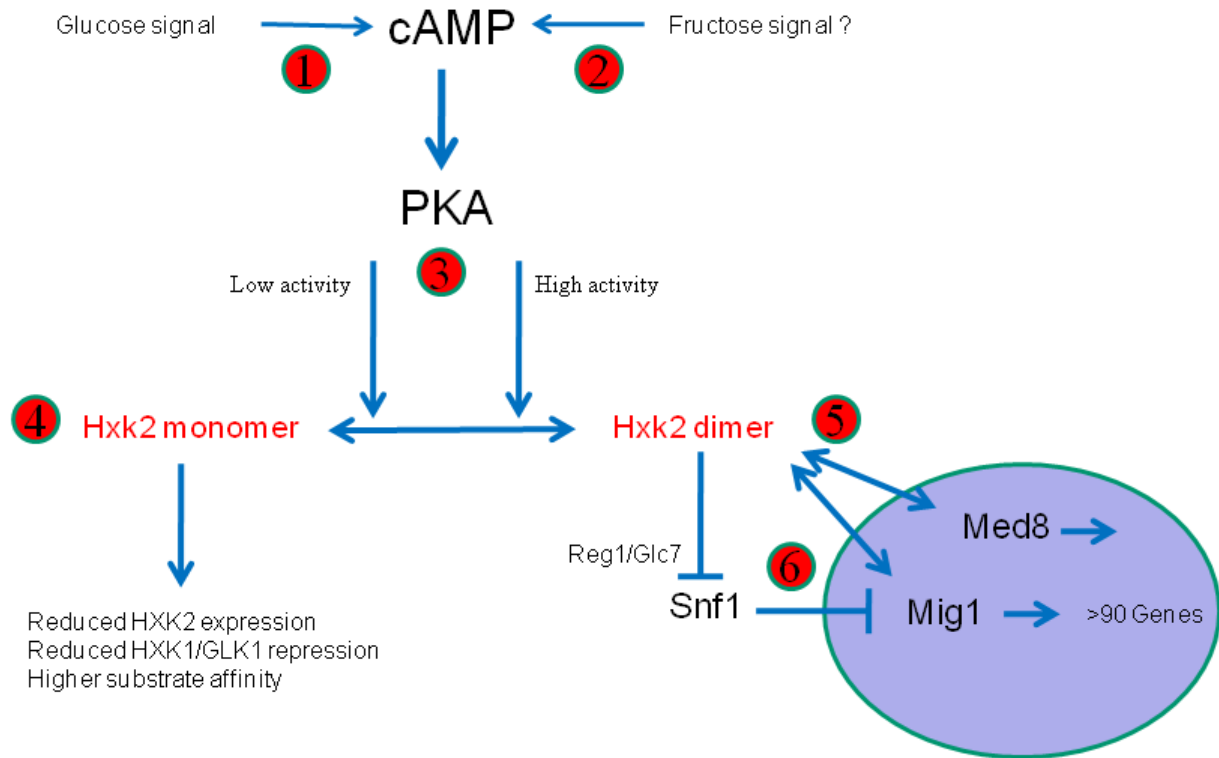 Glucose signal
cAMP
Fructose signal ?
1
2
PKA
3
Low activity
High activity
4
Hxk2 monomer
Hxk2 dimer
5
Med8
Reg1/Glc7
6
Snf1
Mig1
>90 Genes
Reduced HXK2 expression
Reduced HXK1/GLK1 repression
Higher substrate affinity